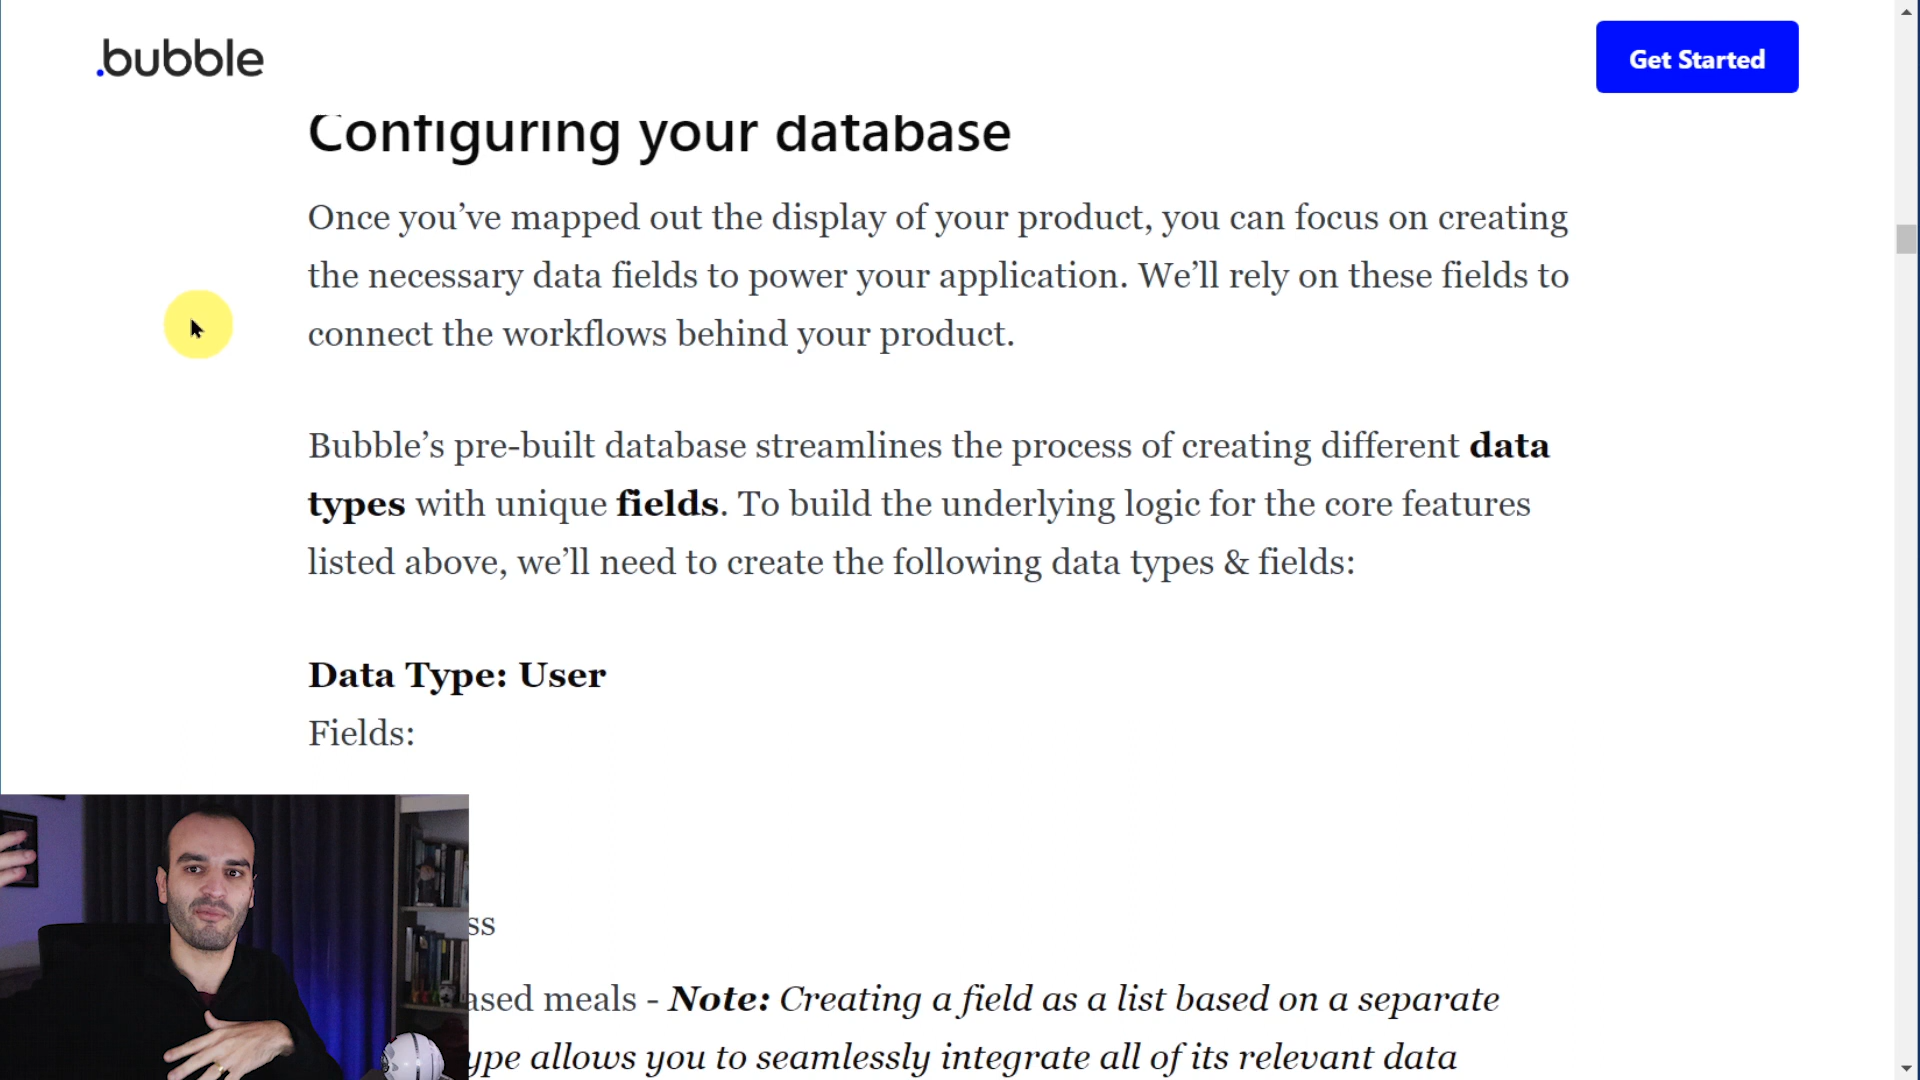 .bubble
Get Started
Configuring your database
Once you’ve mapped out the display of your product, you can focus on creating
the necessary data fields to power your application. We’ll rely on these fields to
connect the workflows behind your product.
Bubble’s pre-built database streamlines the process of creating different data
types with unique fields. To build the underlying logic for the core features
listed above, we’ll need to create the following data types & fields:
Data Type: User
Fields:
ss
ased meals - Note: Creating a field as a list based on a separate
ype allows you to seamlessly integrate all of its relevant data